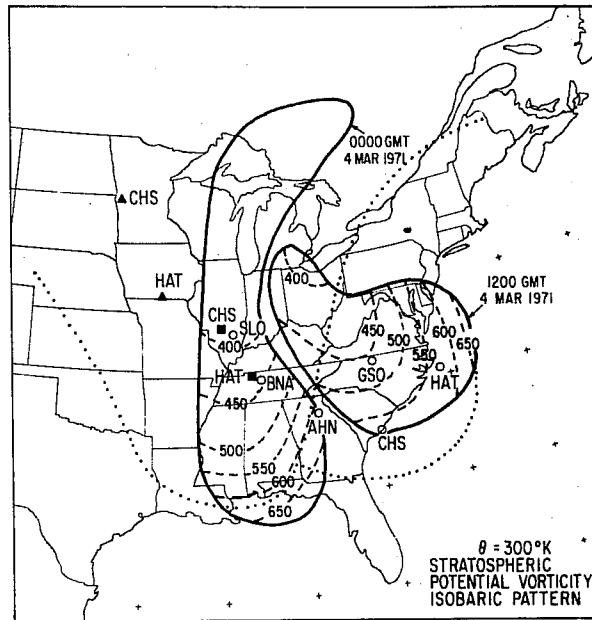 0000 GMT
4 MAR 1971
CHS
HAT
400
1200 GMT
4 MAR 1971
CHS
SLO
400
450
500
550
600
650
GSO
HAT
HAT
BNA
450
AHN
CHS
500
550
600
650
θ = 300°K
STRATOSPHERIC
POTENTIAL VORTICITY
ISOBARIC PATTERN